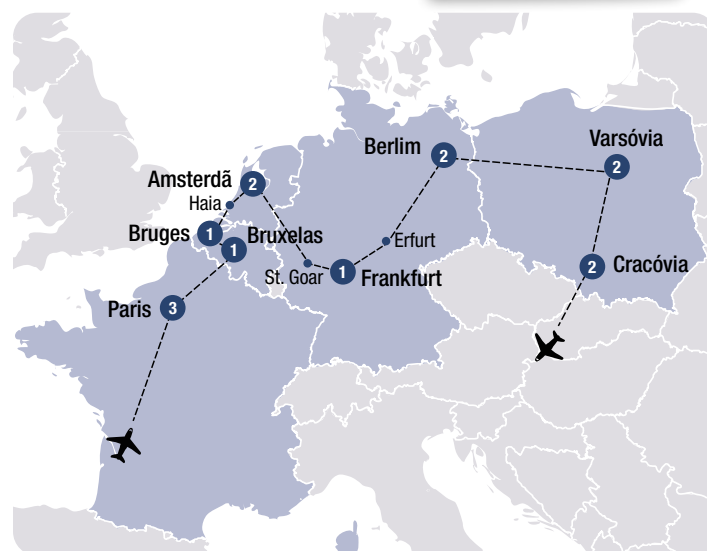 Varsóvia
2
Berlim
2
Amsterdã
2
Haia
Bruges
1
Bruxelas
1
Erfurt
Cracóvia
2
St. Goar
1
Frankfurt
Paris
3